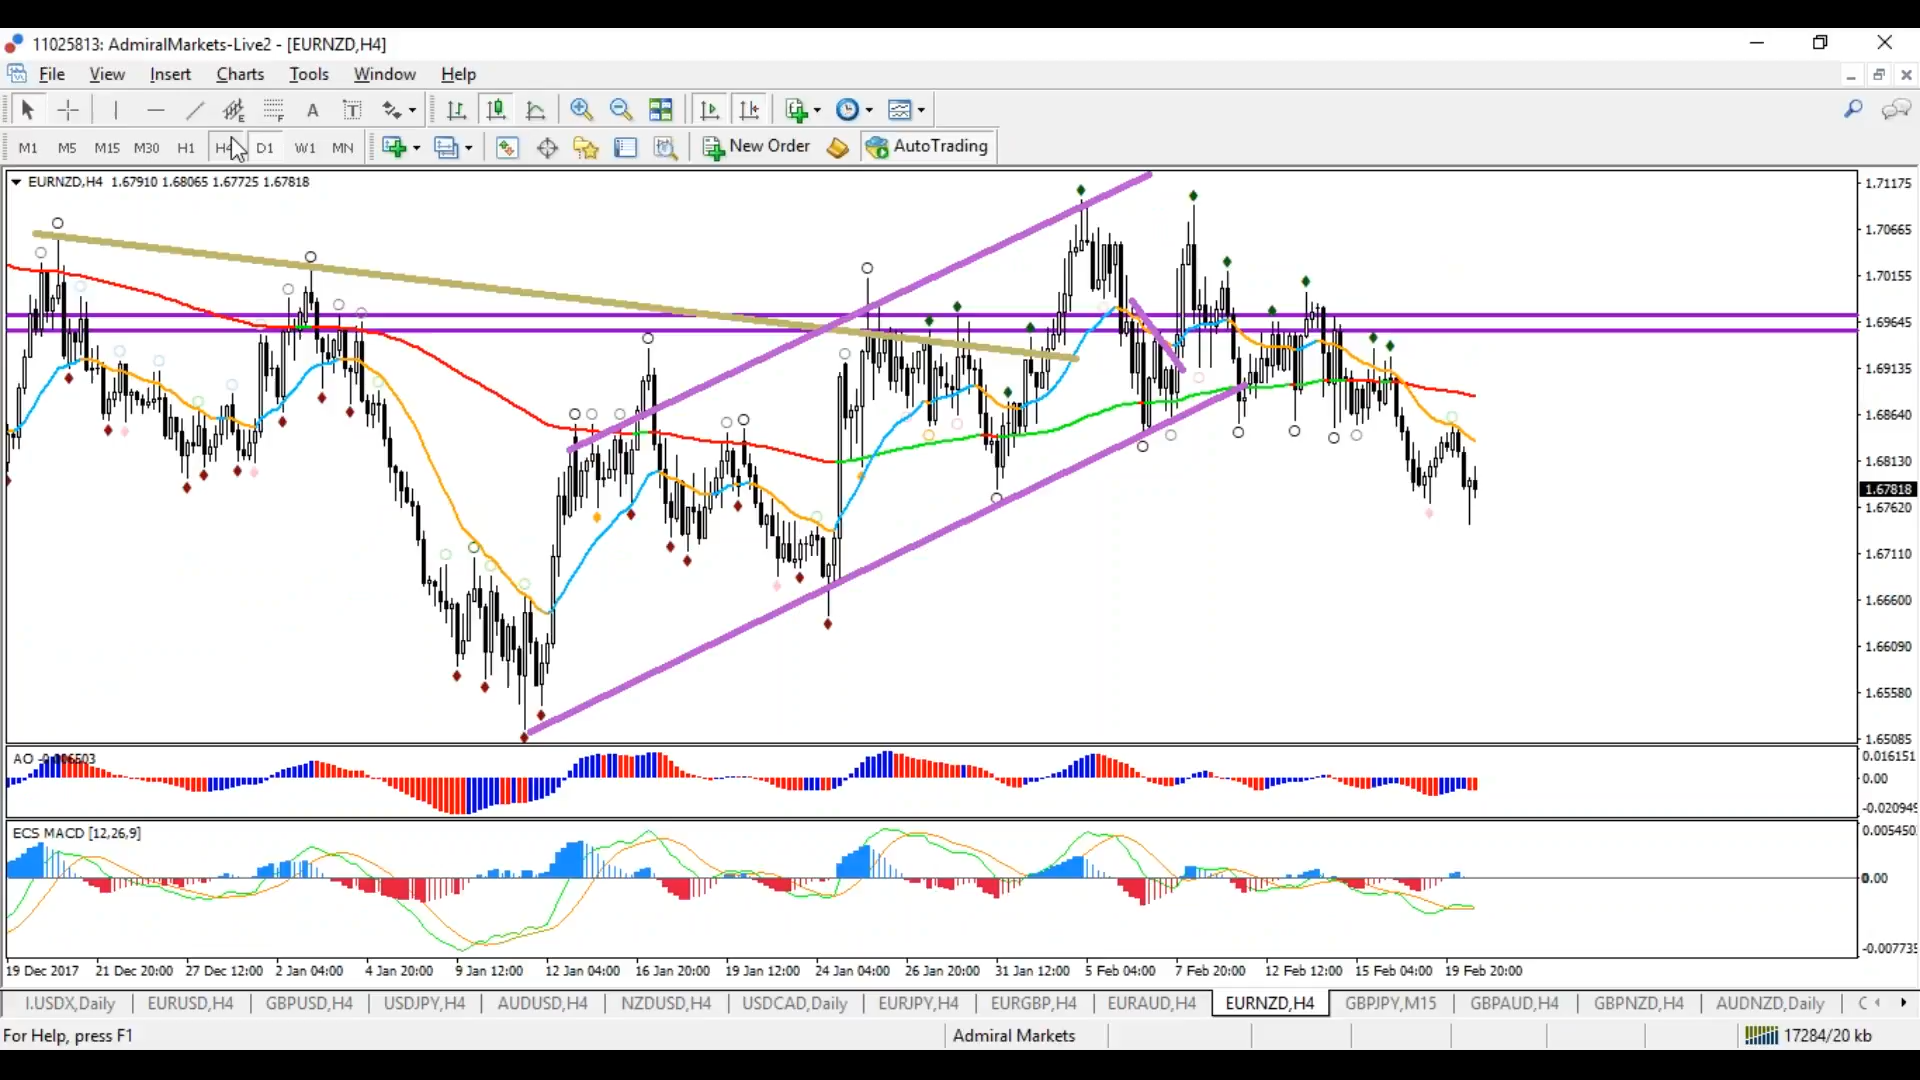 11025813: AdmiralMarkets-Live2 - [EURNZD,H4]
File View Insert Charts Tools Window Help
M1 M5 M15 M30 H1 H4 D1 W1 MN New Order AutoTrading
EURNZD,H4 1.67910 1.68065 1.67725 1.67818
1.71175
1.70665
1.70155
1.69645
1.69135
1.68640
1.68130
1.67818
1.67620
1.67110
1.66600
1.66090
1.65580
1.65085
AO -0.006503
0.016151
0.00
-0.020949
ECS MACD [12,26,9]
0.005450
0.00
-0.007735
19 Dec 2017 21 Dec 20:00 27 Dec 12:00 2 Jan 04:00 4 Jan 20:00 9 Jan 12:00 12 Jan 04:00 16 Jan 20:00 19 Jan 12:00 24 Jan 04:00 26 Jan 20:00 31 Jan 12:00 5 Feb 04:00 7 Feb 20:00 12 Feb 12:00 15 Feb 04:00 19 Feb 20:00
I.USDX,Daily EURUSD,H4 GBPUSD,H4 USDJPY,H4 AUDUSD,H4 NZDUSD,H4 USDCAD,Daily EURJPY,H4 EURGBP,H4 EURAUD,H4 EURNZD,H4 GBPJPY,M15 GBPAUD,H4 GBPNZD,H4 AUDNZD,Daily C
For Help, press F1 Admiral Markets 17284/20 kb